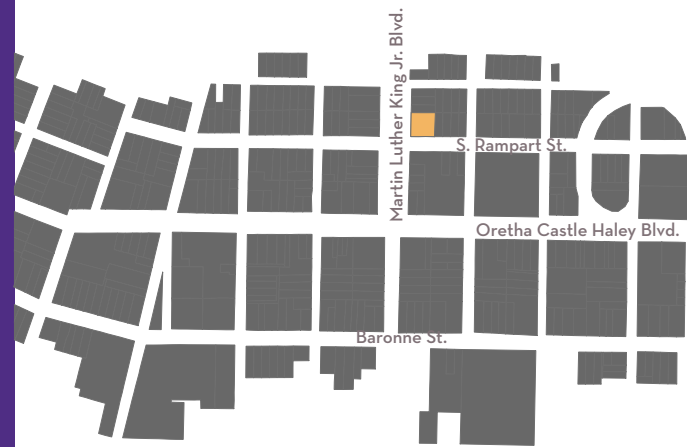 Martin Luther King Jr. Blvd.
S. Rampart St.
Oretha Castle Haley Blvd.
Baronne St.